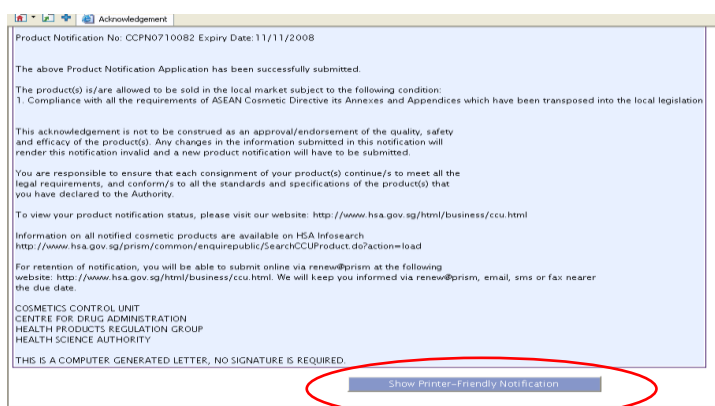 Acknowledgement
Product Notification No: CCPN0710082 Expiry Date:11/11/2008
The above Product Notification Application has been successfully submitted.
The product(s) is/are allowed to be sold in the local market subject to the following condition:
1. Compliance with all the requirements of ASEAN Cosmetic Directive its Annexes and Appendices which have been transposed into the local legislation
This acknowledgement is not to be construed as an approval/endorsement of the quality, safety
and efficacy of the product(s). Any changes in the information submitted in this notification will
render this notification invalid and a new product notification will have to be submitted.
You are responsible to ensure that each consignment of your product(s) continue/s to meet all the
legal requirements, and conform/s to all the standards and specifications of the product(s) that
you have declared to the Authority.
To view your product notification status, please visit our website: http://www.hsa.gov.sg/html/business/ccu.html
Information on all notified cosmetic products are available on HSA Infosearch
http://www.hsa.gov.sg/prism/common/enquirepublic/SearchCCUProduct.do?action=load
For retention of notification, you will be able to submit online via renew@prism at the following
website: http://www.hsa.gov.sg/html/business/ccu.html. We will keep you informed via renew@prism, email, sms or fax nearer
the due date.
COSMETICS CONTROL UNIT
CENTRE FOR DRUG ADMINISTRATION
HEALTH PRODUCTS REGULATION GROUP
HEALTH SCIENCE AUTHORITY
THIS IS A COMPUTER GENERATED LETTER, NO SIGNATURE IS REQUIRED.
Show Printer-Friendly Notification